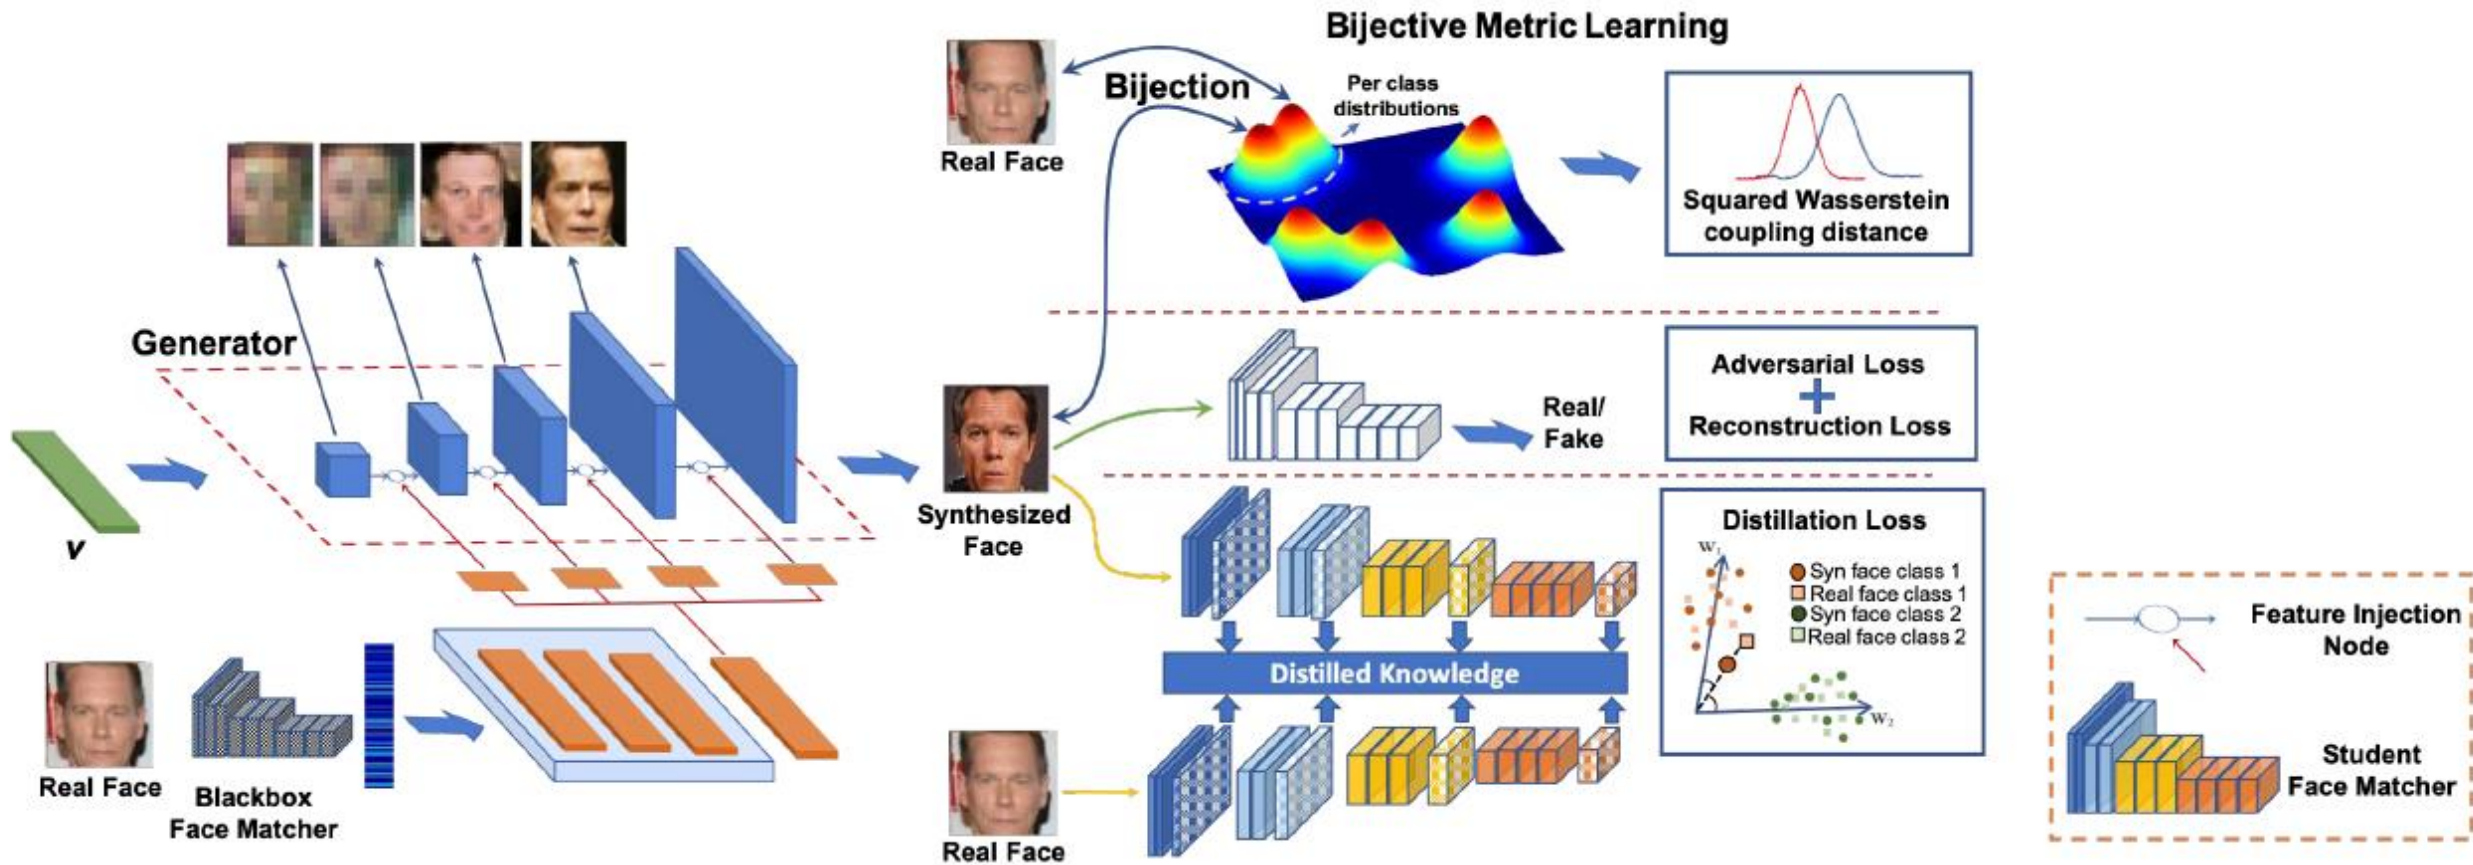 Bijective Metric Learning
Bijection
Per class
distributions
Real Face
Squared Wasserstein
coupling distance
Generator
v
Synthesized
Face
Real/
Fake
Adversarial Loss
Reconstruction Loss
Distillation Loss
W1
Syn face class 1
Real face class 1
Syn face class 2
Real face class 2
W2
Distilled Knowledge
Real Face
Blackbox
Face Matcher
Real Face
Feature Injection
Node
Student
Face Matcher